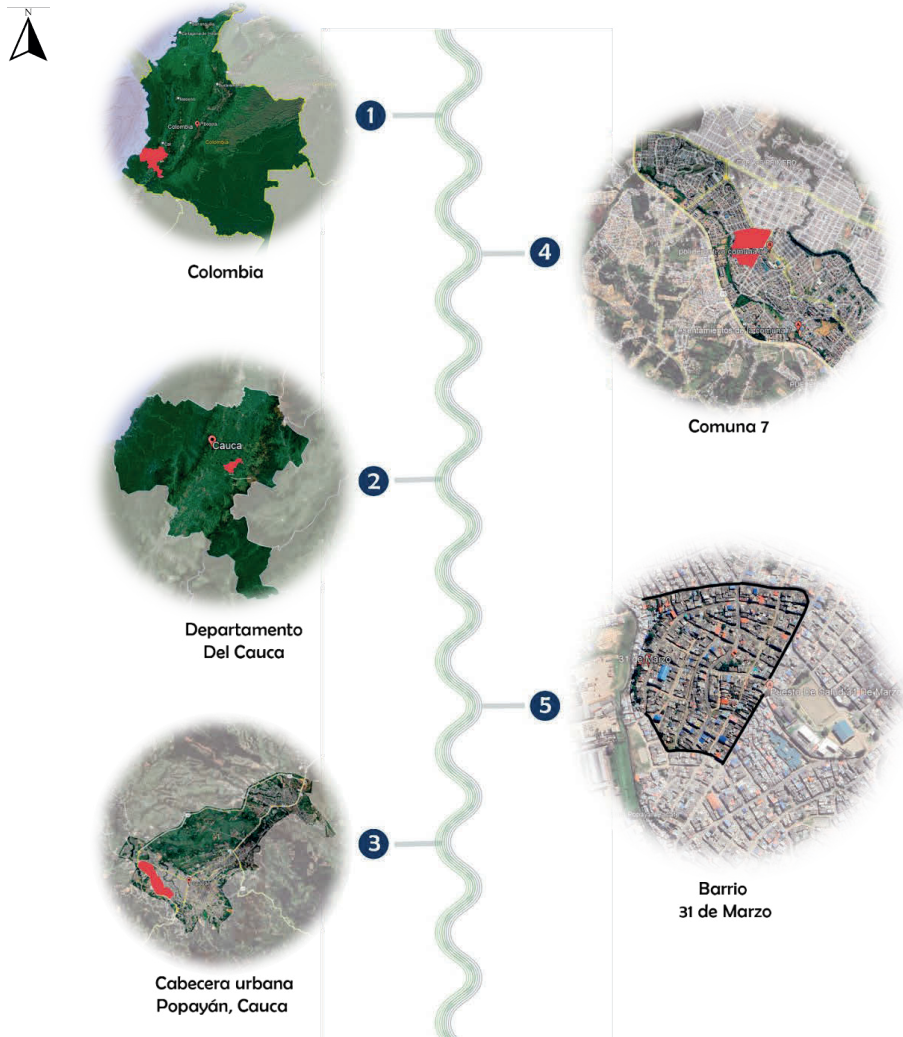 N
1
Colombia
Colombia
Colombia
4
Comuna 7
Cauca
2
Departamento
Del Cauca
31 de Marzo
5
3
Barrio
31 de Marzo
Cabecera urbana
Popayán, Cauca